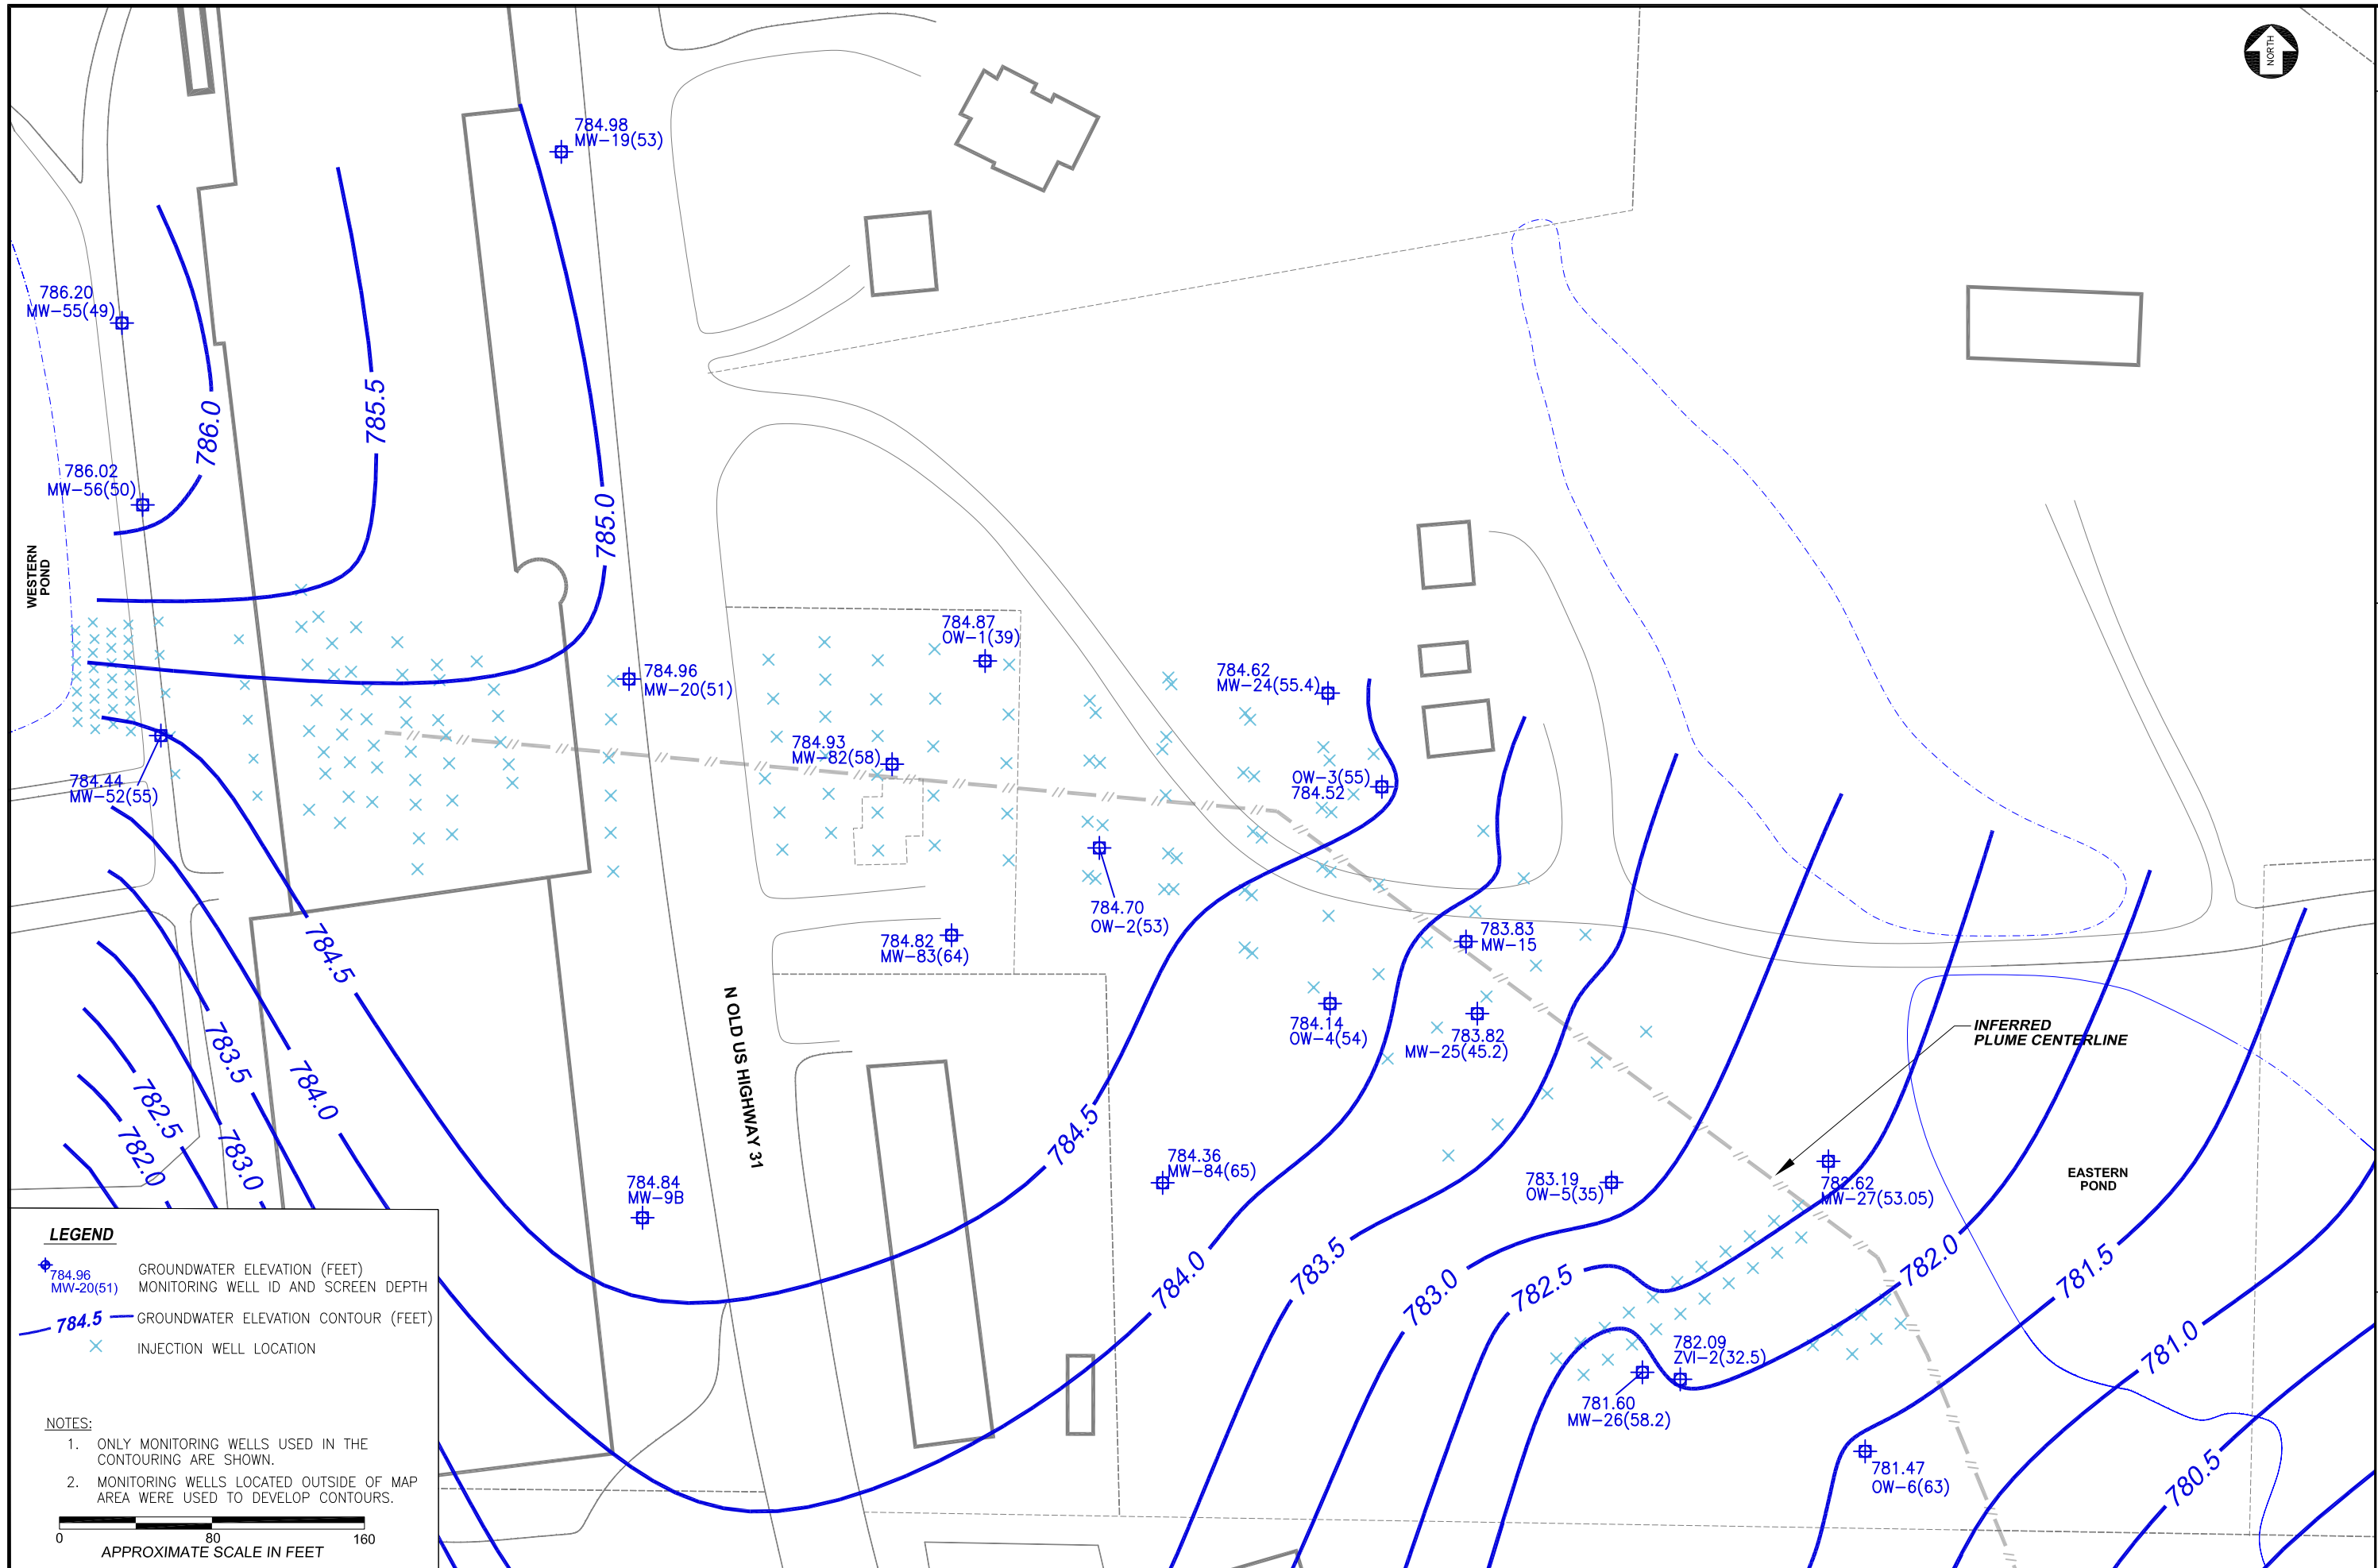 NORTH
784.98
MW-19(53)
786.20
MW-55(49)
786.0
785.5
786.02
MW-56(50)
785.0
WESTERN
POND
784.87
OW-1(39)
784.96
MW-20(51)
784.62
MW-24(55.4)
784.93
MW-82(58)
OW-3(55)
784.52
784.44
MW-52(55)
784.70
OW-2(53)
784.82
MW-83(64)
783.83
MW-15
784.5
784.14
OW-4(54)
783.82
MW-25(45.2)
INFERRED
PLUME CENTERLINE
N OLD US HIGHWAY 31
783.5
784.0
782.5
782.0
783.0
784.5
784.36
MW-84(65)
784.84
MW-9B
783.19
OW-5(35)
782.62
MW-27(53.05)
EASTERN
POND
784.0
783.5
783.0
782.5
782.0
781.5
781.0
780.5
782.09
ZVI-2(32.5)
781.60
MW-26(58.2)
781.47
OW-6(63)
LEGEND
784.96
MW-20(51)
GROUNDWATER ELEVATION (FEET)
MONITORING WELL ID AND SCREEN DEPTH
784.5
GROUNDWATER ELEVATION CONTOUR (FEET)
INJECTION WELL LOCATION
NOTES:
1. ONLY MONITORING WELLS USED IN THE
CONTOURING ARE SHOWN.
2. MONITORING WELLS LOCATED OUTSIDE OF MAP
AREA WERE USED TO DEVELOP CONTOURS.
0 80 160
APPROXIMATE SCALE IN FEET